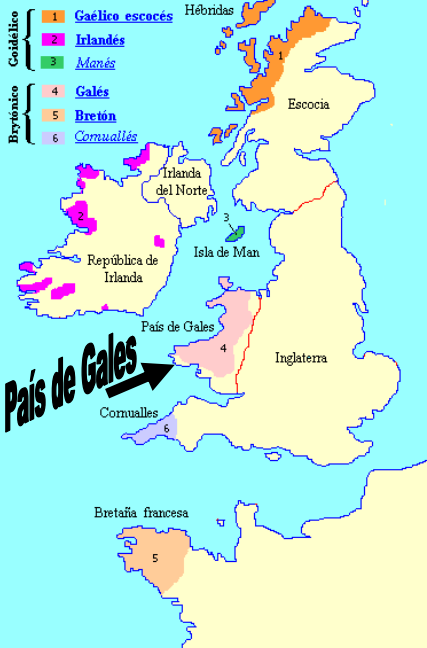 Hébridas
Goidélico
1 Gaélico escocés
2 Irlandés
3 Manés
Brytónico
4 Galés
5 Bretón
6 Cornuallés
1
Escocia
Irlanda
del Norte
2
3
Isla de Man
República de
Irlanda
País de Gales
4
Inglaterra
País de Gales
Cornualles
6
Bretaña francesa
5